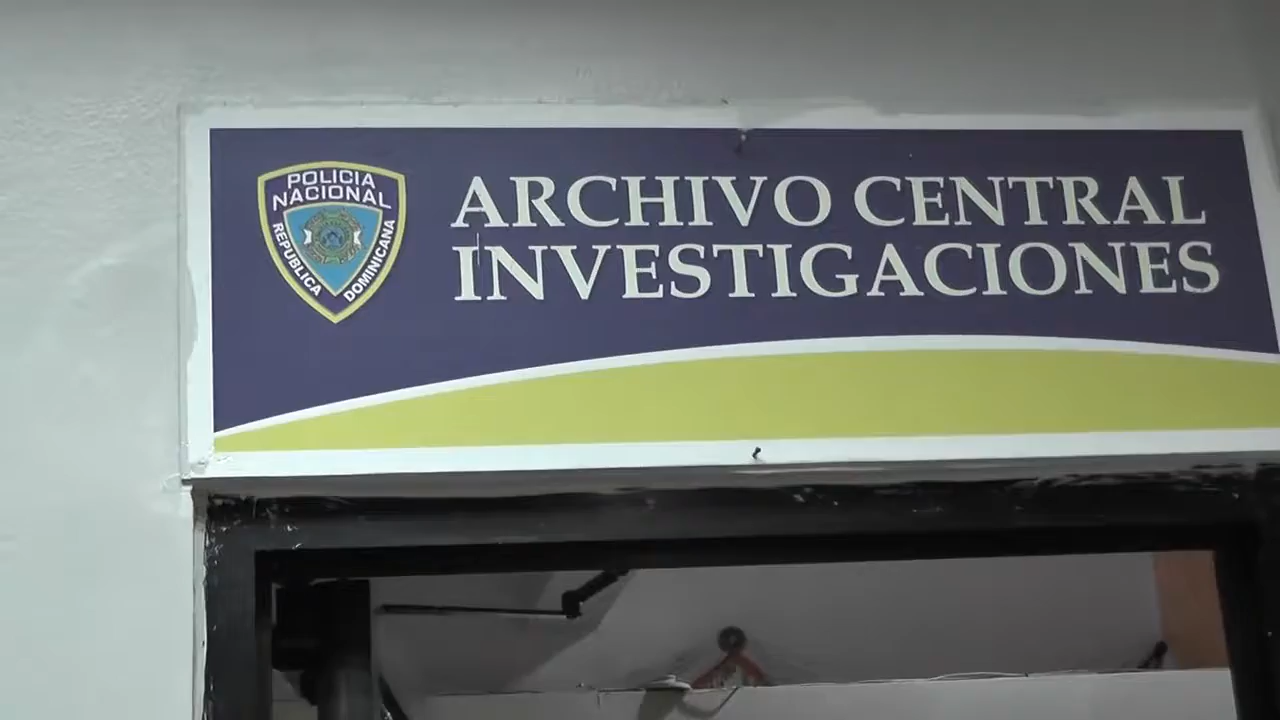 POLICIA
NACIONAL
REPUBLICA
DOMINICANA
ARCHIVO CENTRAL
INVESTIGACIONES